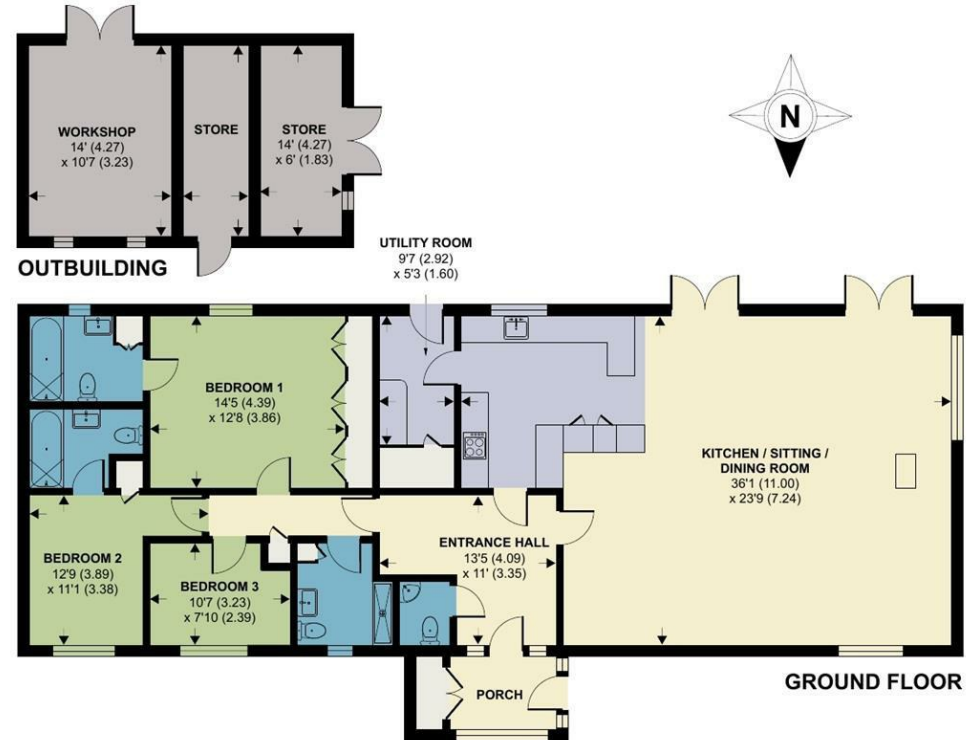 WORKSHOP
14' (4.27)
x 10'7 (3.23)
STORE
STORE
14' (4.27)
x 6' (1.83)
N
OUTBUILDING
UTILITY ROOM
9'7 (2.92)
x 5'3 (1.60)
BEDROOM 1
14'5 (4.39)
x 12'8 (3.86)
KITCHEN / SITTING /
DINING ROOM
36'1 (11.00)
x 23'9 (7.24)
BEDROOM 2
12'9 (3.89)
x 11'1 (3.38)
BEDROOM 3
10'7 (3.23)
x 7'10 (2.39)
ENTRANCE HALL
13'5 (4.09)
x 11' (3.35)
PORCH
GROUND FLOOR